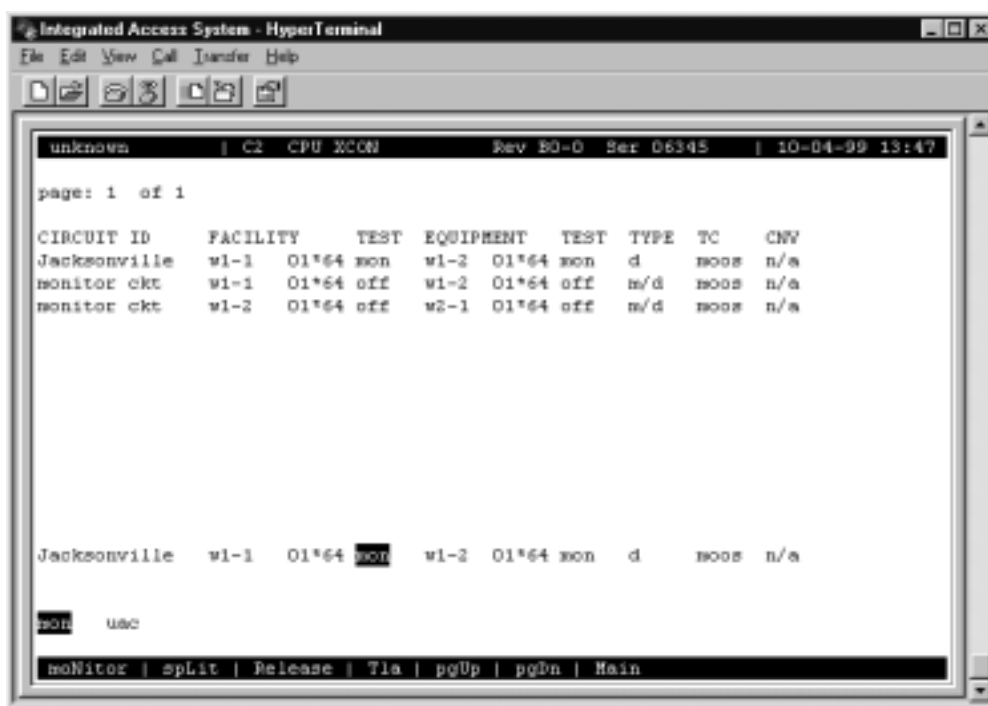 Integrated Access System - HyperTerminal
File Edit View Call Transfer Help
unknown | C2 CPU XCON Rev B0-0 Ser 06345 | 10-04-99 13:47
page: 1 of 1
CIRCUIT ID FACILITY TEST EQUIPMENT TEST TYPE TC CNV
Jacksonville w1-1 01*64 mon w1-2 01*64 mon d moos n/a
monitor ckt w1-1 01*64 off w1-2 01*64 off m/d moos n/a
monitor ckt w1-2 01*64 off w2-1 01*64 off m/d moos n/a
Jacksonville w1-1 01*64 mon w1-2 01*64 mon d moos n/a
mon uac
moNitor | spLit | Release | Tla | pgUp | pgDn | Main